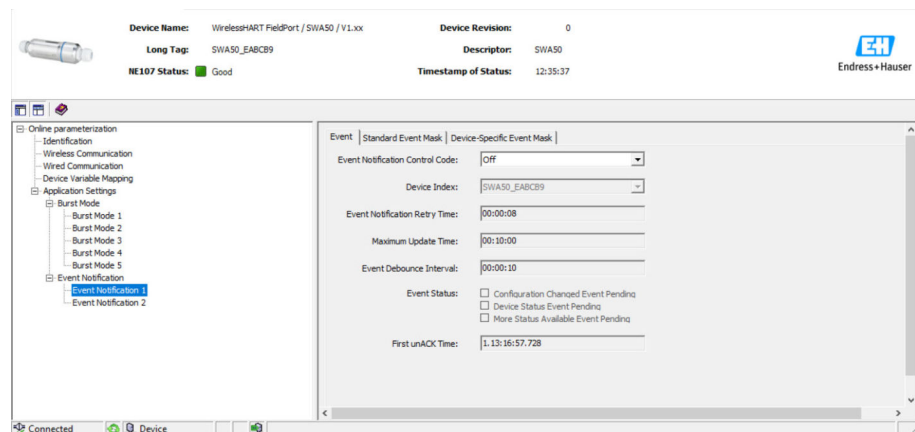 Device Name: WirelessHART FieldPort / SWA50 / V1.xx Device Revision: 0
Long Tag: SWA50_EABCB9 Descriptor: SWA50
NE107 Status: Good Timestamp of Status: 12:35:37
EH
Endress+Hauser
Online parameterization
Identification
Wireless Communication
Wired Communication
Device Variable Mapping
Application Settings
Burst Mode
Burst Mode 1
Burst Mode 2
Burst Mode 3
Burst Mode 4
Burst Mode 5
Event Notification
Event Notification 1
Event Notification 2
Event Standard Event Mask Device-Specific Event Mask
Event Notification Control Code: Off
Device Index: SWA50_EABCB9
Event Notification Retry Time: 00:00:08
Maximum Update Time: 00:10:00
Event Debounce Interval: 00:00:10
Event Status: Configuration Changed Event Pending
Device Status Event Pending
More Status Available Event Pending
First unACK Time: 1.13:16:57.728
Connected Device